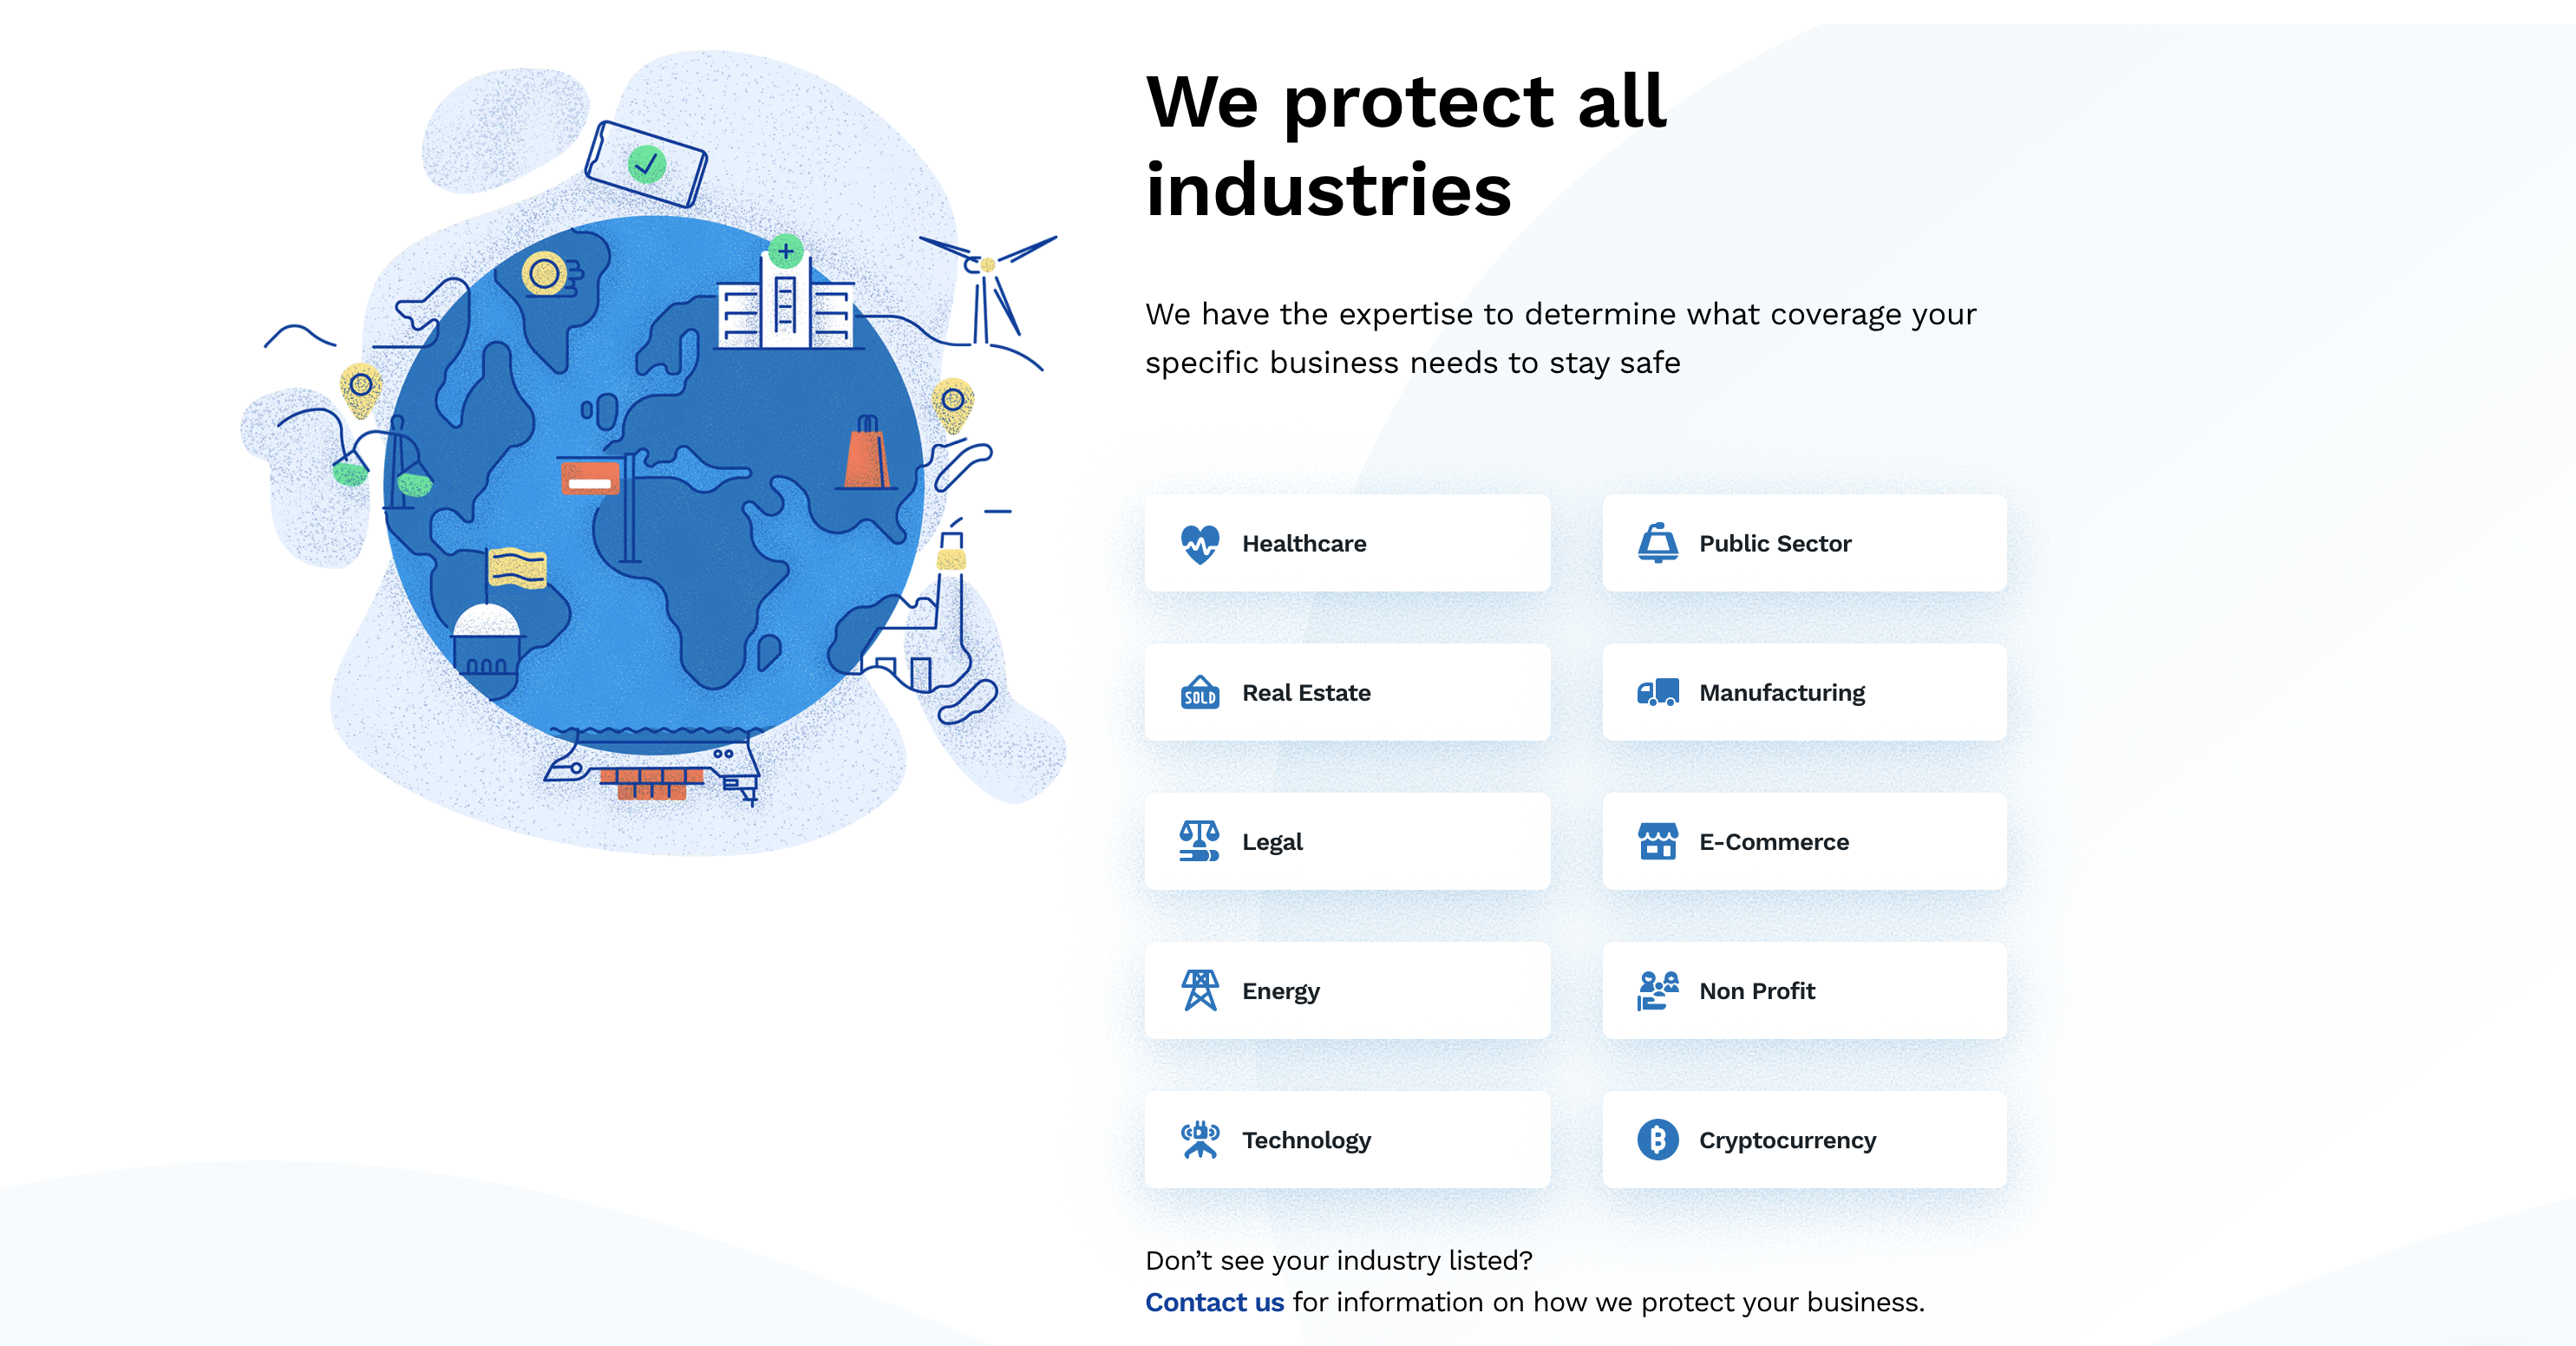 We protect all
industries
We have the expertise to determine what coverage your
specific business needs to stay safe
Healthcare
Public Sector
SOLD
Real Estate
Manufacturing
Legal
E-Commerce
Energy
Non Profit
Technology
Cryptocurrency
Don’t see your industry listed?
Contact us for information on how we protect your business.